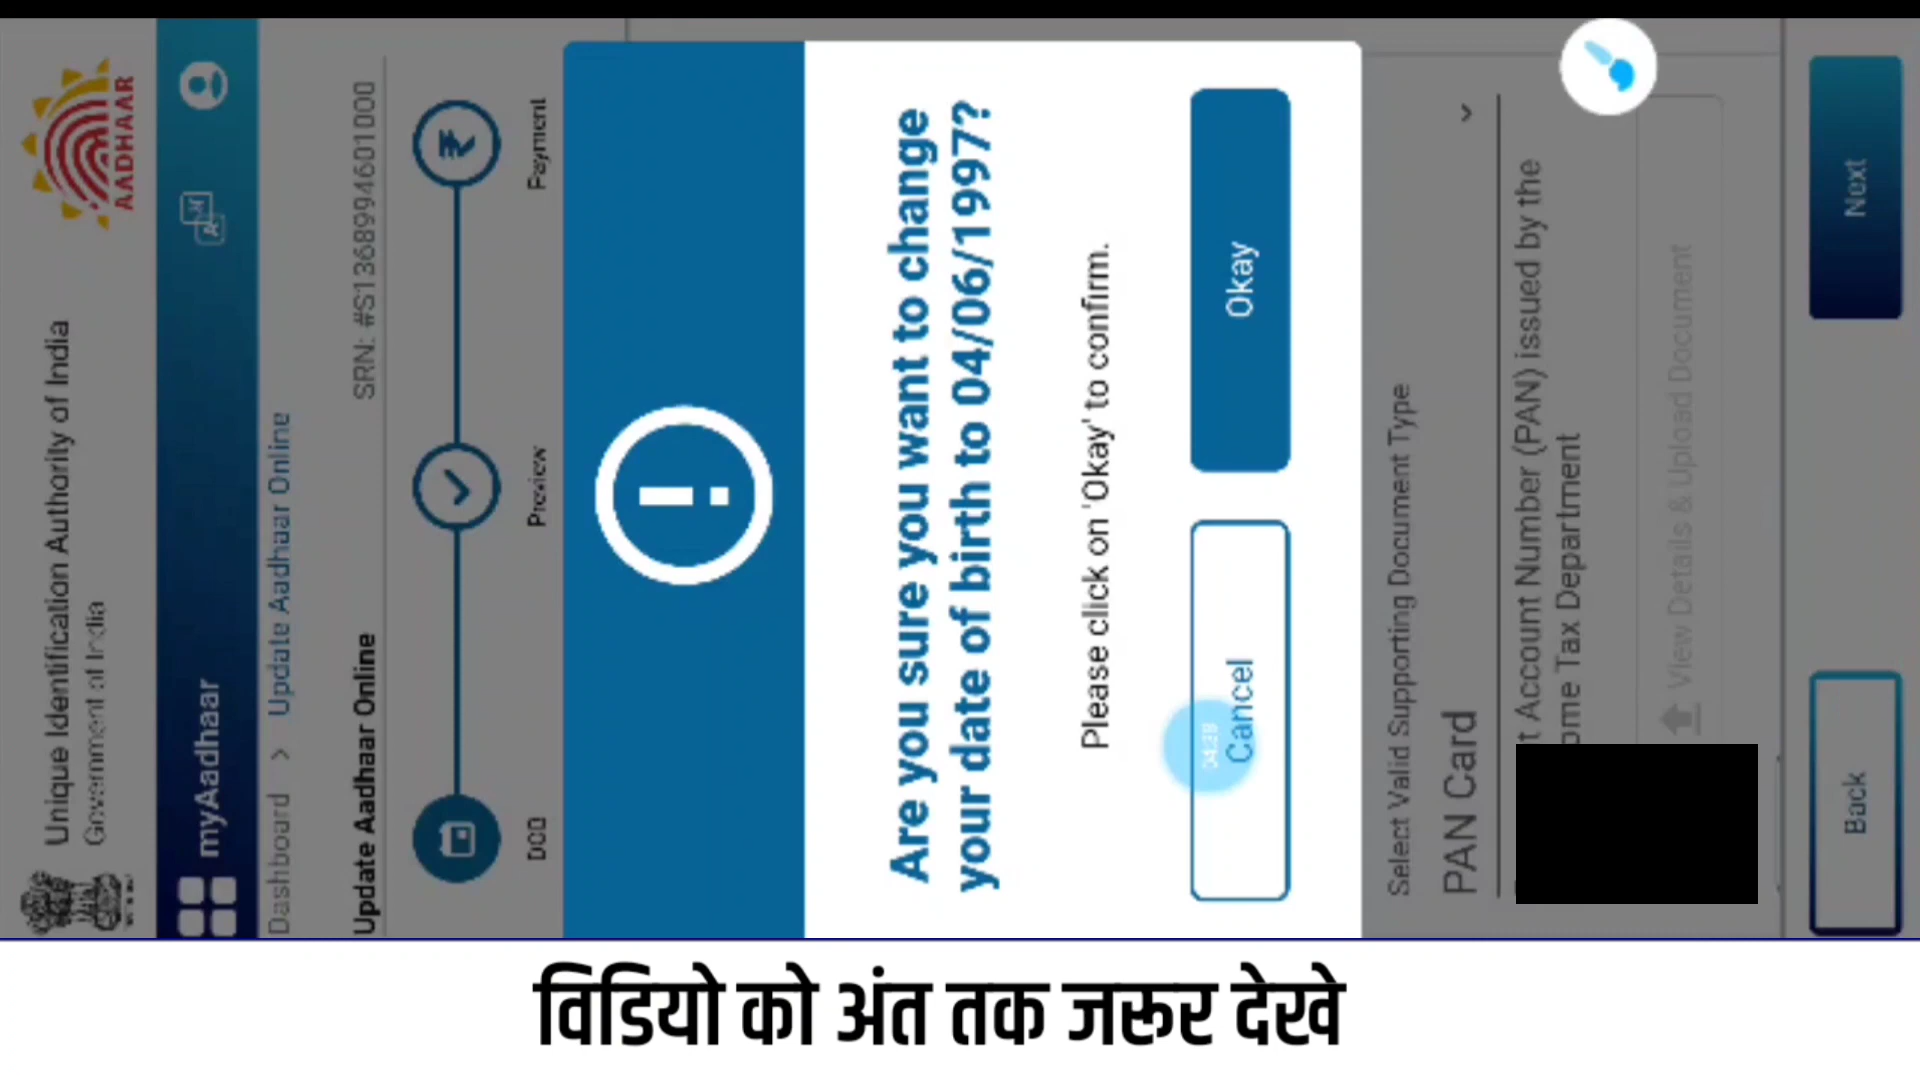 Unique Identification Authority of India
Government of India
AADHAAR
myAadhaar
Dashboard > Update Aadhaar Online
Update Aadhaar Online
SRN: #S1368994601000
Preview
Payment
Are you sure you want to change
your date of birth to 04/06/1997?
Please click on 'Okay' to confirm.
Cancel
Okay
04:29
Select Valid Supporting Document Type
PAN Card
t Account Number (PAN) issued by the
ome Tax Department
View Details & Upload Document
Back
Next
विडियो को अंत तक जरूर देखे